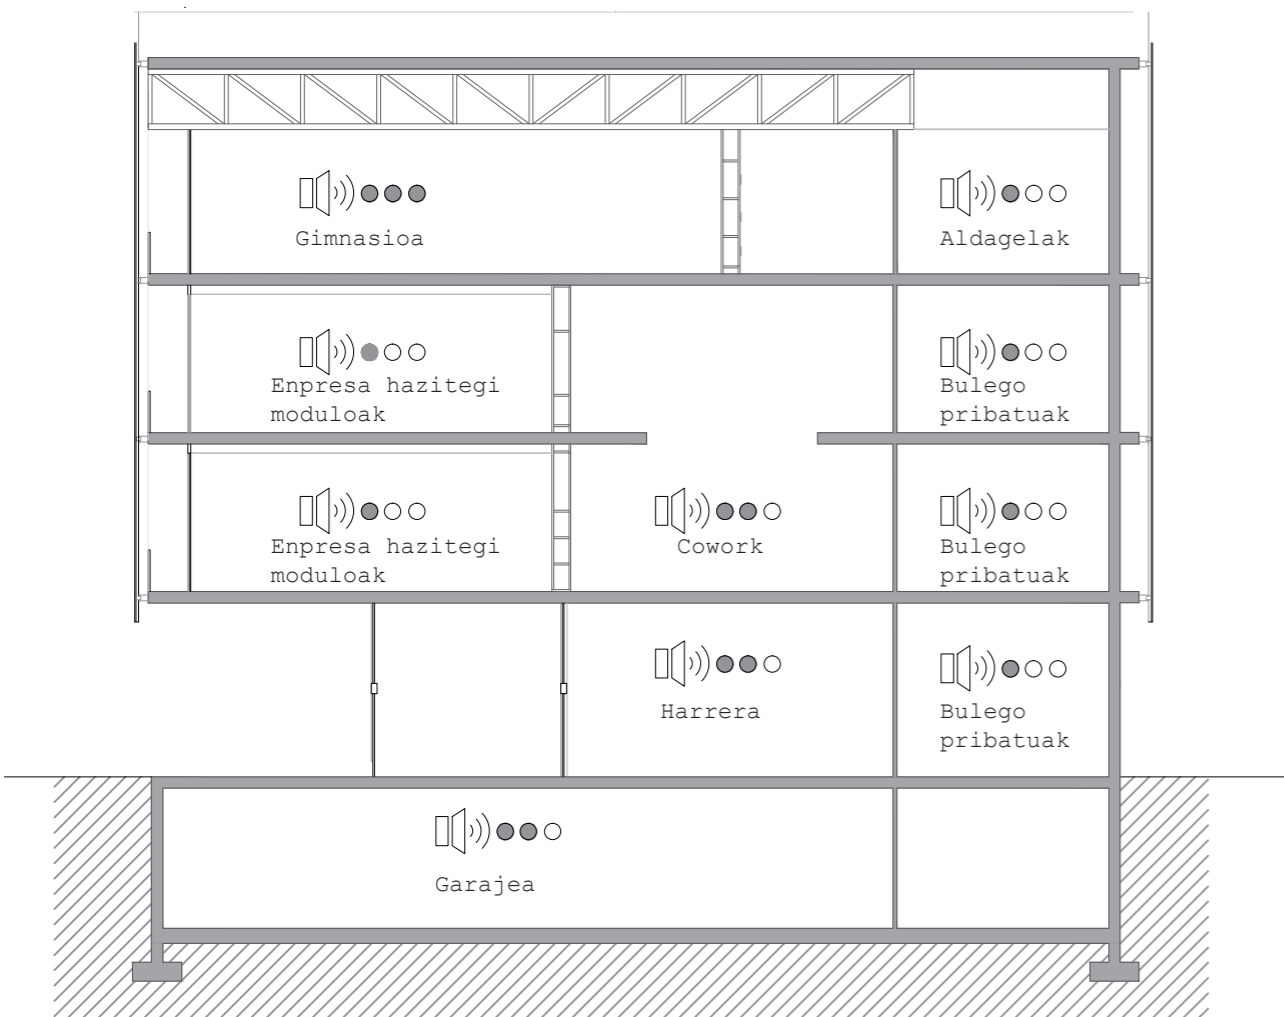 Gimnasioa
Aldagelak
Enpresa hazitegi
moduloak
Bulego
pribatuak
Enpresa hazitegi
moduloak
Cowork
Bulego
pribatuak
Harrera
Bulego
pribatuak
Garajea